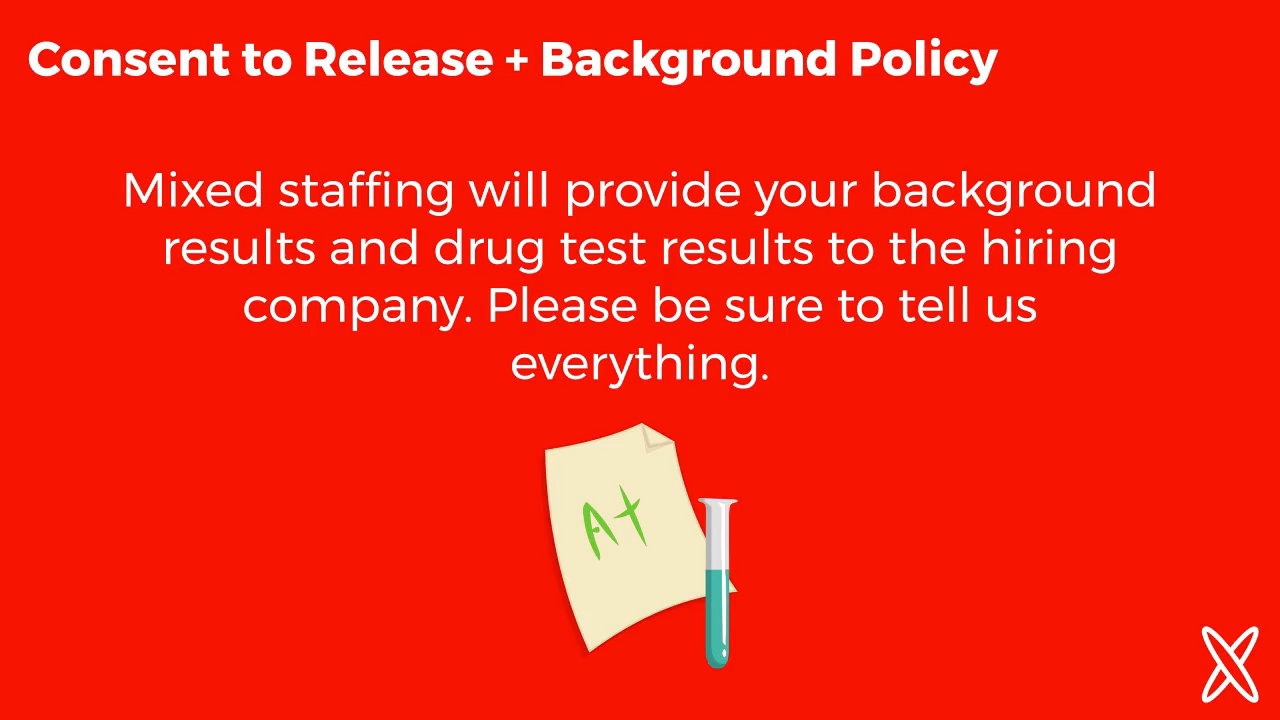 Consent to Release + Background Policy
Mixed staffing will provide your background
results and drug test results to the hiring
company. Please be sure to tell us
everything.
A+